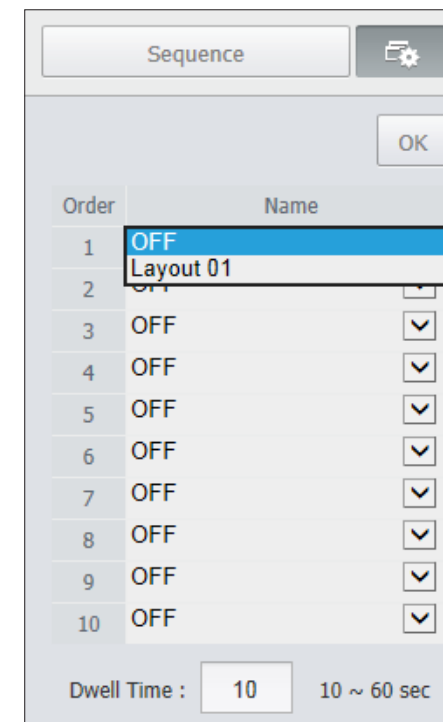 Sequence
OK
Order Name
1 OFF
Layout 01
2 OFF
3 OFF
4 OFF
5 OFF
6 OFF
7 OFF
8 OFF
9 OFF
10 OFF
Dwell Time : 10 10 ~ 60 sec